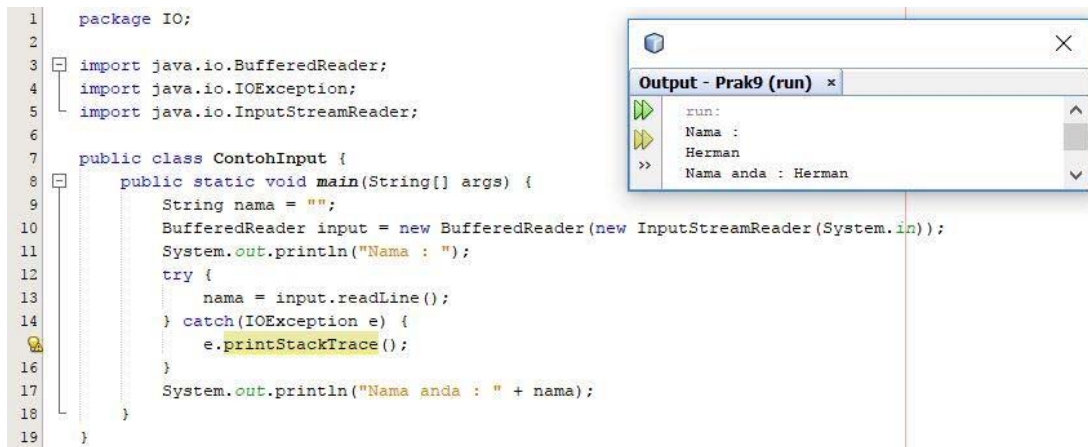 1 package IO;
2
3 import java.io.BufferedReader;
4 import java.io.IOException;
5 import java.io.InputStreamReader;
6
7 public class ContohInput {
8 public static void main(String[] args) {
9 String nama = "";
10 BufferedReader input = new BufferedReader(new InputStreamReader(System.in));
11 System.out.println("Nama : ");
12 try {
13 nama = input.readLine();
14 } catch(IOException e) {
e.printStackTrace();
16 }
17 System.out.println("Nama anda : " + nama);
18 }
19 }
Output - Prak9 (run) ×
run:
Nama :
Herman
Nama anda : Herman